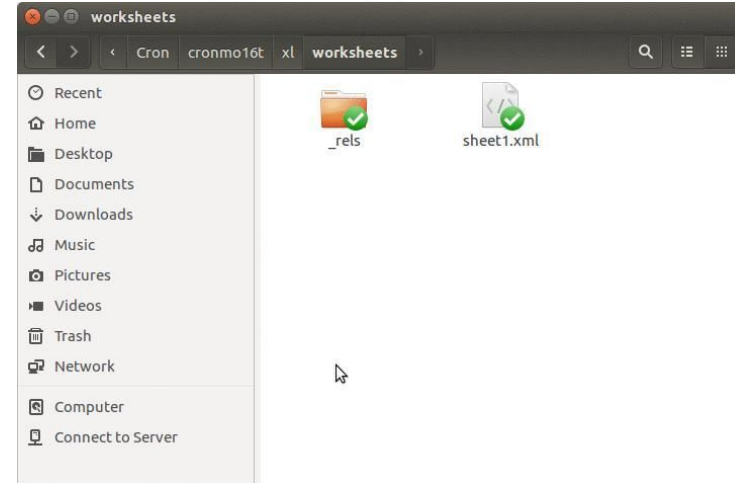 worksheets
Cron cronmo16t xl worksheets
Recent
Home
Desktop
Documents
Downloads
Music
Pictures
Videos
Trash
Network
Computer
Connect to Server
_rels
sheet1.xml